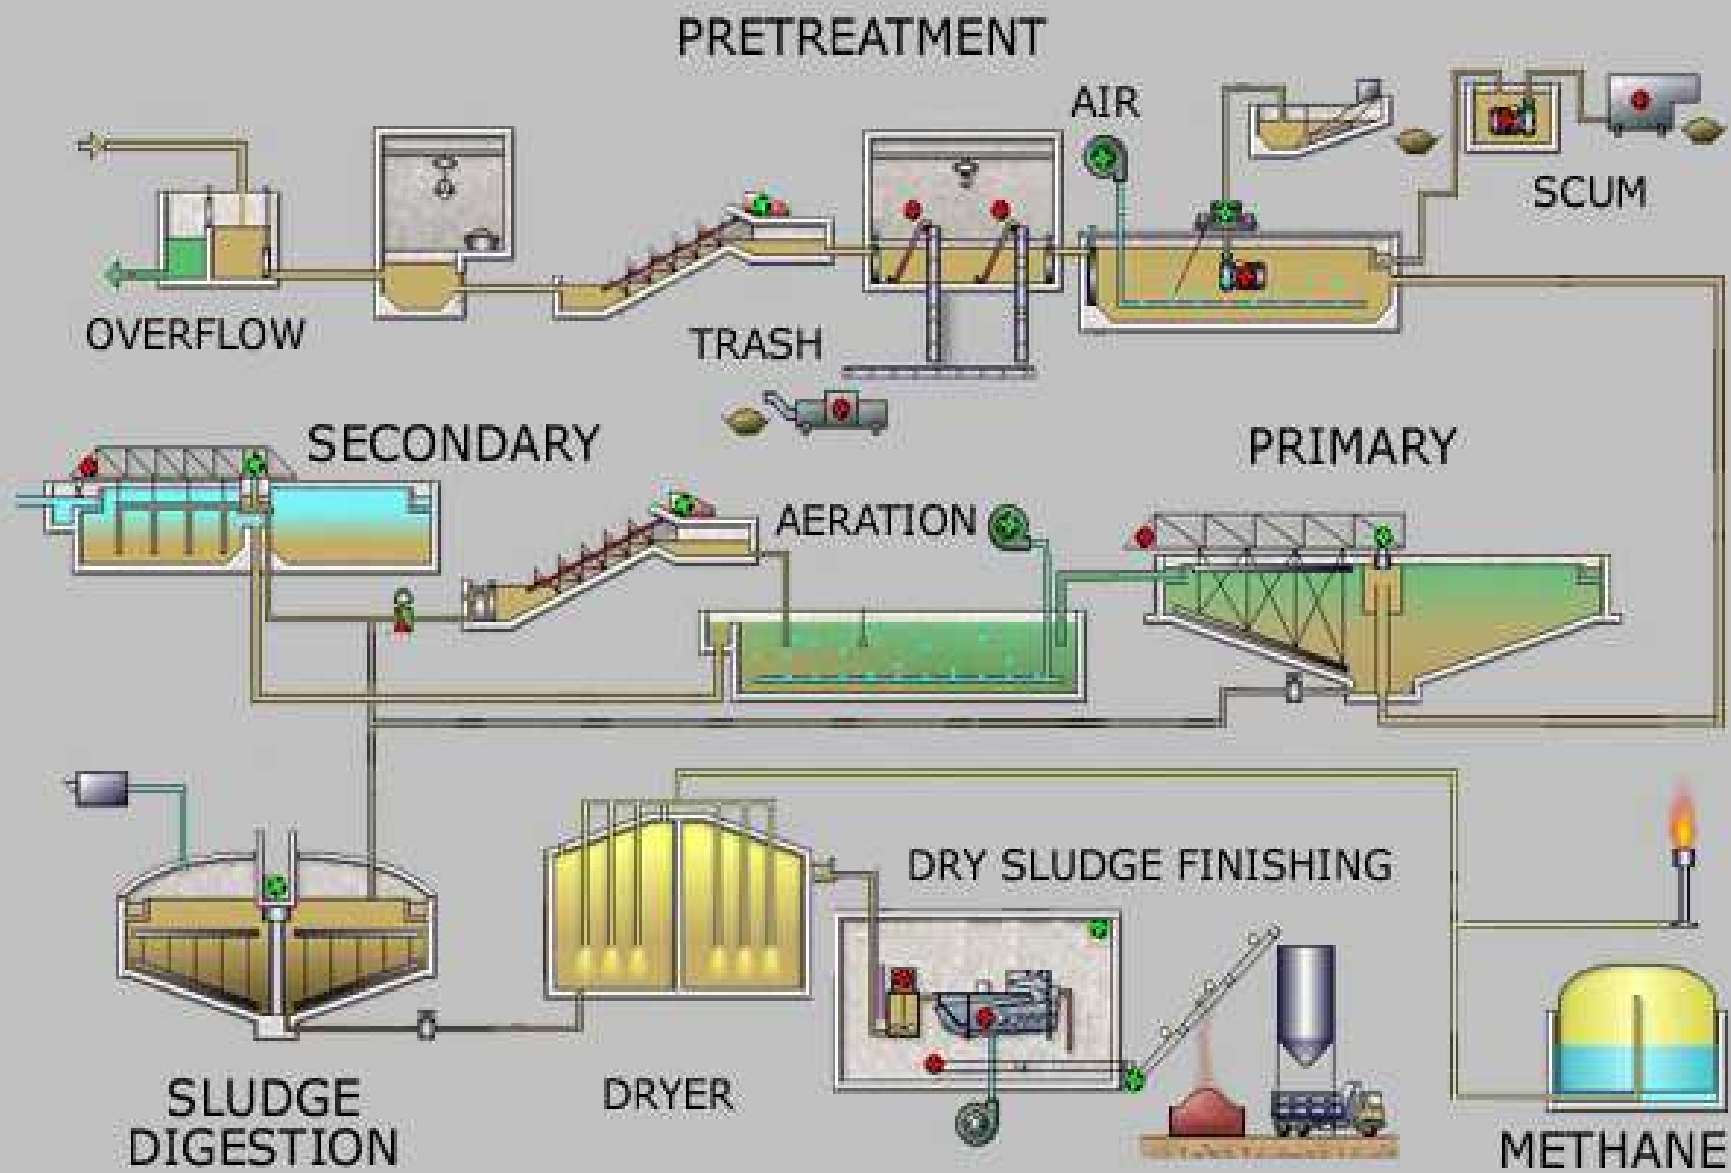 PRETREATMENT
AIR
SCUM
OVERFLOW
TRASH
SECONDARY
PRIMARY
AERATION
DRY SLUDGE FINISHING
SLUDGE
DIGESTION
DRYER
METHANE